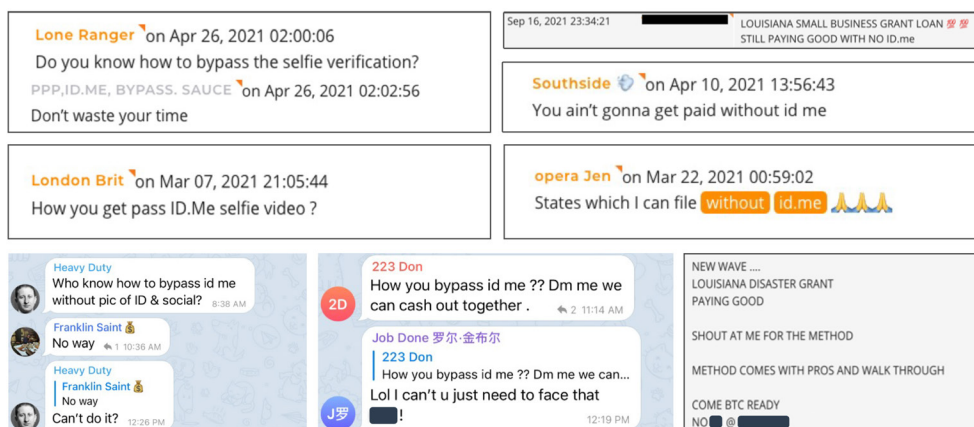 Lone Ranger on Apr 26, 2021 02:00:06
Do you know how to bypass the selfie verification?
PPP,ID.ME, BYPASS. SAUCE on Apr 26, 2021 02:02:56
Don't waste your time
Sep 16, 2021 23:34:21
LOUISIANA SMALL BUSINESS GRANT LOAN 💯 💯
STILL PAYING GOOD WITH NO ID.me
Southside 💨 on Apr 10, 2021 13:56:43
You ain't gonna get paid without id me
London Brit on Mar 07, 2021 21:05:44
How you get pass ID.Me selfie video ?
opera Jen on Mar 22, 2021 00:59:02
States which I can file without id.me 🙏🙏🙏
Heavy Duty
Who know how to bypass id me
without pic of ID & social? 8:38 AM
Franklin Saint 💰
No way 1 10:36 AM
Heavy Duty
Franklin Saint 💰
No way
Can't do it? 12:26 PM
2D
223 Don
How you bypass id me ?? Dm me we
can cash out together . 2 11:14 AM
Job Done 罗尔·金布尔
223 Don
How you bypass id me ?? Dm me we can...
Lol I can't u just need to face that
! 12:19 PM
J罗
NEW WAVE ....
LOUISIANA DISASTER GRANT
PAYING GOOD
SHOUT AT ME FOR THE METHOD
METHOD COMES WITH PROS AND WALK THROUGH
COME BTC READY
NO @